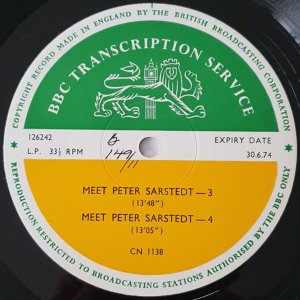 COPYRIGHT RECORD MADE IN ENGLAND BY THE BRITISH BROADCASTING CORPORATION
BBC TRANSCRIPTION SERVICE
126242
EXPIRY DATE
L.P. 33⅓ RPM
30.6.74
149/1
MEET PETER SARSTEDT—3
(13'48")
MEET PETER SARSTEDT—4
(13'05")
CN 1138
REPRODUCTION RESTRICTED TO BROADCASTING STATIONS AUTHORISED BY THE BBC ONLY